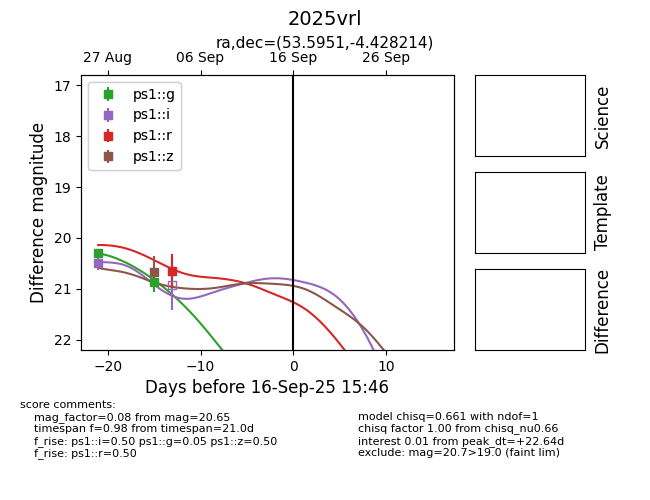 2025vrl
ra,dec=(53.5951,-4.428214)
27 Aug
06 Sep
16 Sep
26 Sep
17
18
19
20
21
22
Difference magnitude
ps1::g
ps1::i
ps1::r
ps1::z
−20
−10
0
10
Days before 16-Sep-25 15:46
Science
Template
Difference
score comments:
mag_factor=0.08 from mag=20.65
timespan f=0.98 from timespan=21.0d
f_rise: ps1::i=0.50 ps1::g=0.05 ps1::z=0.50
f_rise: ps1::r=0.50
model chisq=0.661 with ndof=1
chisq factor 1.00 from chisq_nu0.66
interest 0.01 from peak_dt=+22.64d
exclude: mag=20.7>19.0 (faint lim)